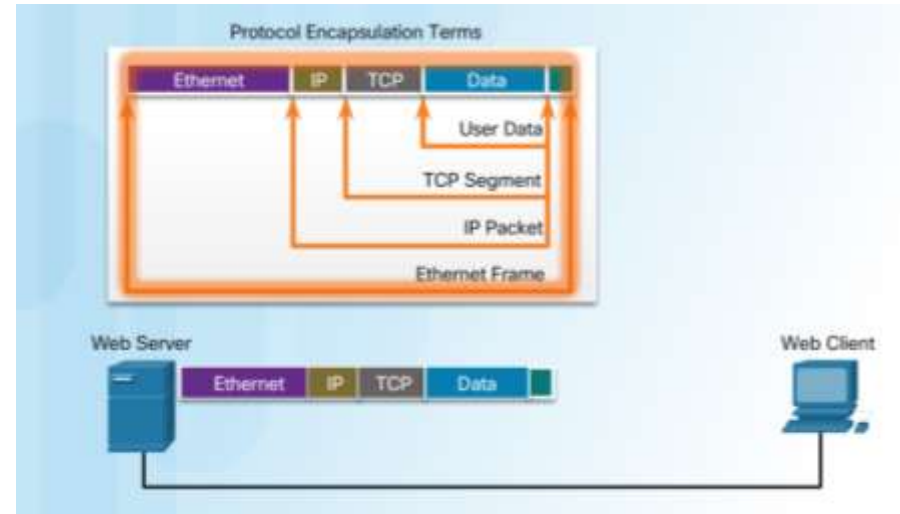 Protocol Encapsulation Terms
Ethernet IP TCP Data
User Data
TCP Segment
IP Packet
Ethernet Frame
Web Server
Web Client
Ethernet IP TCP Data